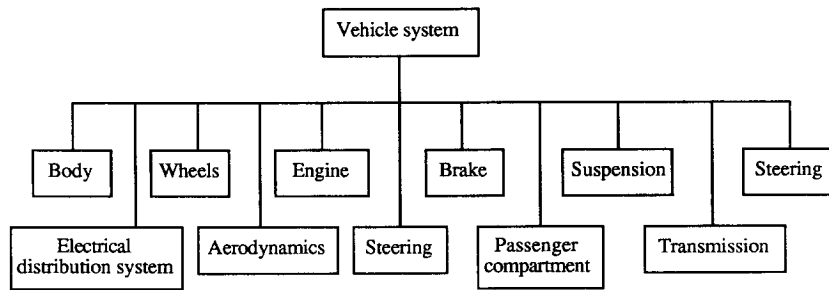 Vehicle system
Body
Wheels
Engine
Brake
Suspension
Steering
Electrical
distribution system
Aerodynamics
Steering
Passenger
compartment
Transmission